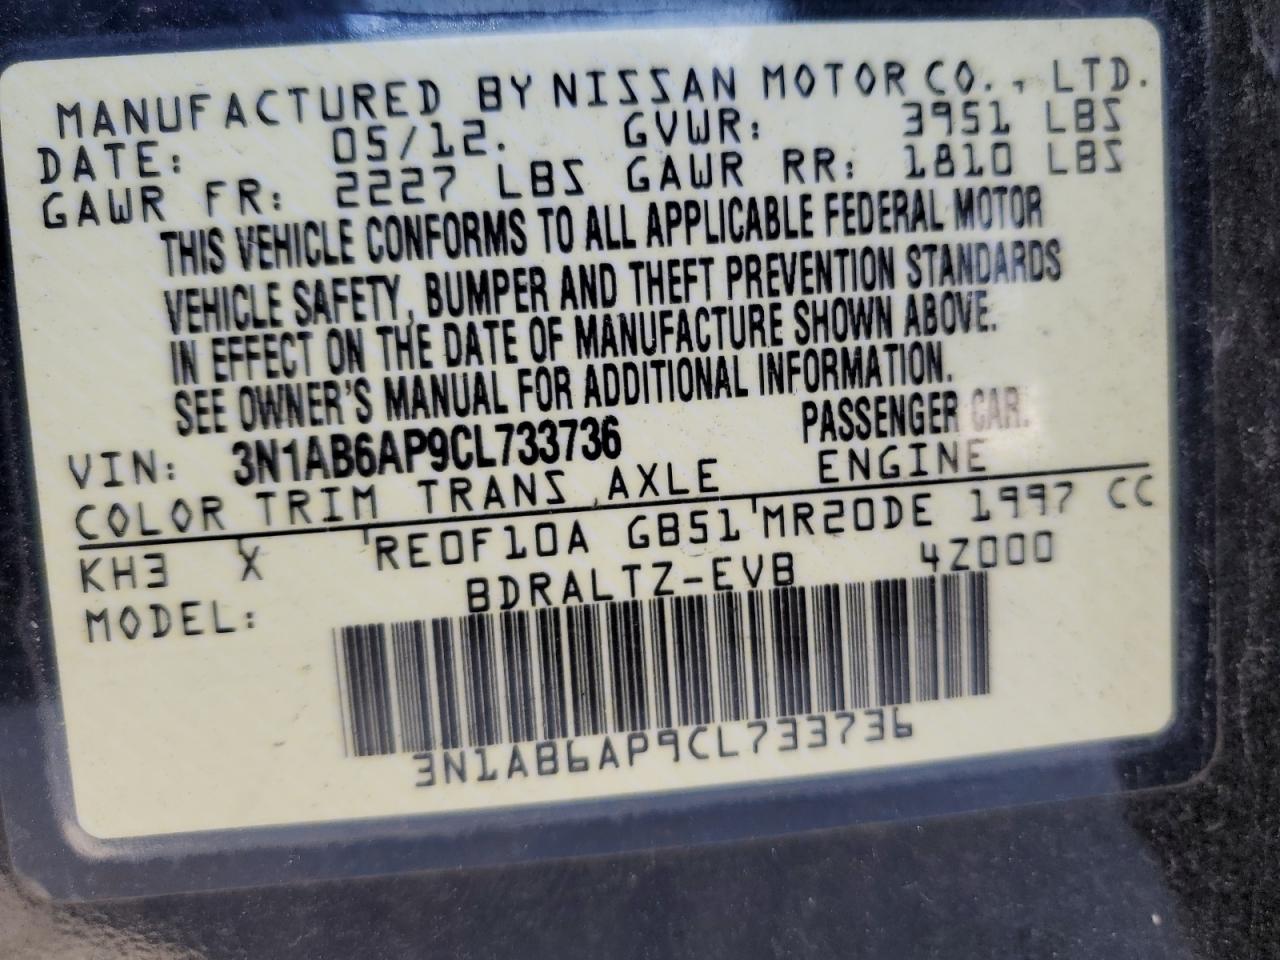 MANUFACTURED BY NISSAN MOTOR CO., LTD.
DATE: 05/12. GVWR: 3951 LBS
GAWR FR: 2227 LBS GAWR RR: 1810 LBS
THIS VEHICLE CONFORMS TO ALL APPLICABLE FEDERAL MOTOR
VEHICLE SAFETY, BUMPER AND THEFT PREVENTION STANDARDS
IN EFFECT ON THE DATE OF MANUFACTURE SHOWN ABOVE.
SEE OWNER'S MANUAL FOR ADDITIONAL INFORMATION.
VIN: 3N1AB6AP9CL733736 PASSENGER CAR.
COLOR TRIM TRANS AXLE ENGINE
KH3 X RE0F10A GB51 MR20DE 1997 CC
MODEL: BDRALTZ-EVB 4Z000
3N1AB6AP9CL733736